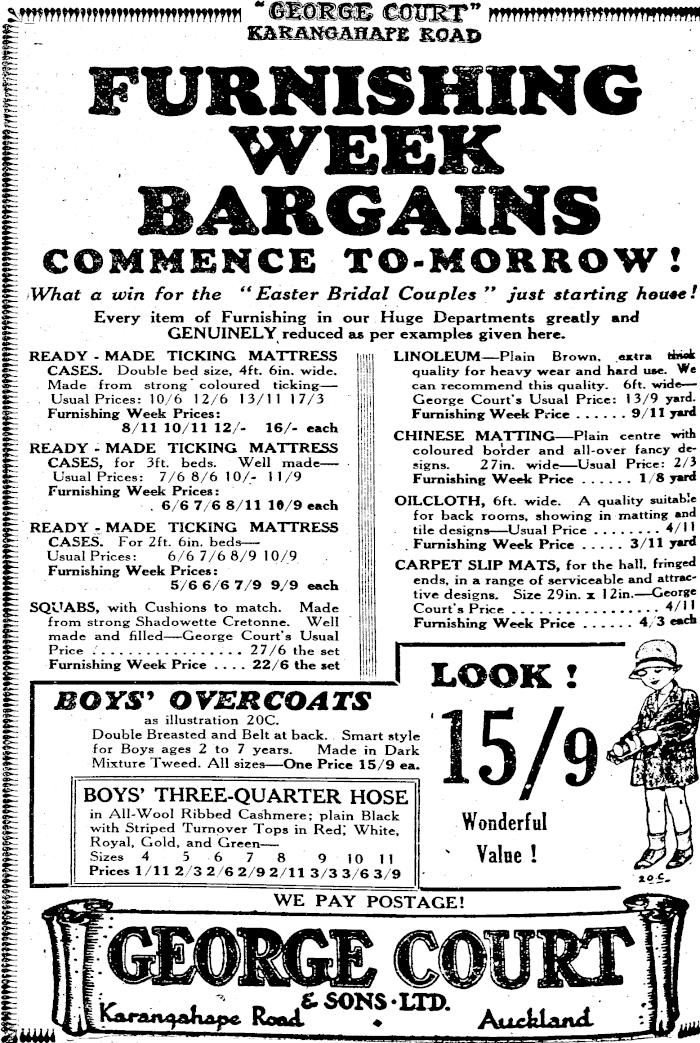 "GEORGE COURT"
KARANGAHAPE ROAD
FURNISHING
WEEK
BARGAINS
COMMENCE TO-MORROW!
What a win for the "Easter Bridal Couples" just starting house!
Every item of Furnishing in our Huge Departments greatly and
GENUINELY reduced as per examples given here.
READY-MADE TICKING MATTRESS
CASES. Double bed size, 4ft. 6in. wide.
Made from strong coloured ticking—
Usual Prices: 10/6 12/6 13/11 17/3
Furnishing Week Prices:
8/11 10/11 12/- 16/- each
READY-MADE TICKING MATTRESS
CASES, for 3ft. beds. Well made—
Usual Prices: 7/6 8/6 10/- 11/9
Furnishing Week Prices:
6/6 7/6 8/11 10/9 each
READY-MADE TICKING MATTRESS
CASES. For 2ft. 6in. beds—
Usual Prices: 6/6 7/6 8/9 10/9
Furnishing Week Prices:
5/6 6/6 7/9 9/9 each
SQUABS, with Cushions to match. Made
from strong Shadowette Cretonne. Well
made and filled—George Court's Usual
Price ................ 27/6 the set
Furnishing Week Price .... 22/6 the set
LINOLEUM—Plain Brown, extra thick
quality for heavy wear and hard use. We
can recommend this quality. 6ft. wide—
George Court's Usual Price: 13/9 yard.
Furnishing Week Price ...... 9/11 yard
CHINESE MATTING—Plain centre with
coloured border and all-over fancy de-
signs. 27in. wide—Usual Price: 2/3
Furnishing Week Price ...... 1/8 yard
OILCLOTH, 6ft. wide. A quality suitable
for back rooms, showing in matting and
tile designs—Usual Price ........ 4/11
Furnishing Week Price ..... 3/11 yard
CARPET SLIP MATS, for the hall, fringed
ends, in a range of serviceable and attrac-
tive designs. Size 29in. x 12in.—George
Court's Price ................ 4/11
Furnishing Week Price ...... 4/3 each
BOYS' OVERCOATS
as illustration 20C.
Double Breasted and Belt at back. Smart style
for Boys ages 2 to 7 years. Made in Dark
Mixture Tweed. All sizes—One Price 15/9 ea.
BOYS' THREE-QUARTER HOSE
in All-Wool Ribbed Cashmere; plain Black
with Striped Turnover Tops in Red, White,
Royal, Gold, and Green—
Sizes 4 5 6 7 8 9 10 11
Prices 1/11 2/3 2/6 2/9 2/11 3/3 3/6 3/9
LOOK!
15/9
Wonderful
Value!
20C.
WE PAY POSTAGE!
GEORGE COURT
& SONS·LTD.
Karangahape Road • Auckland